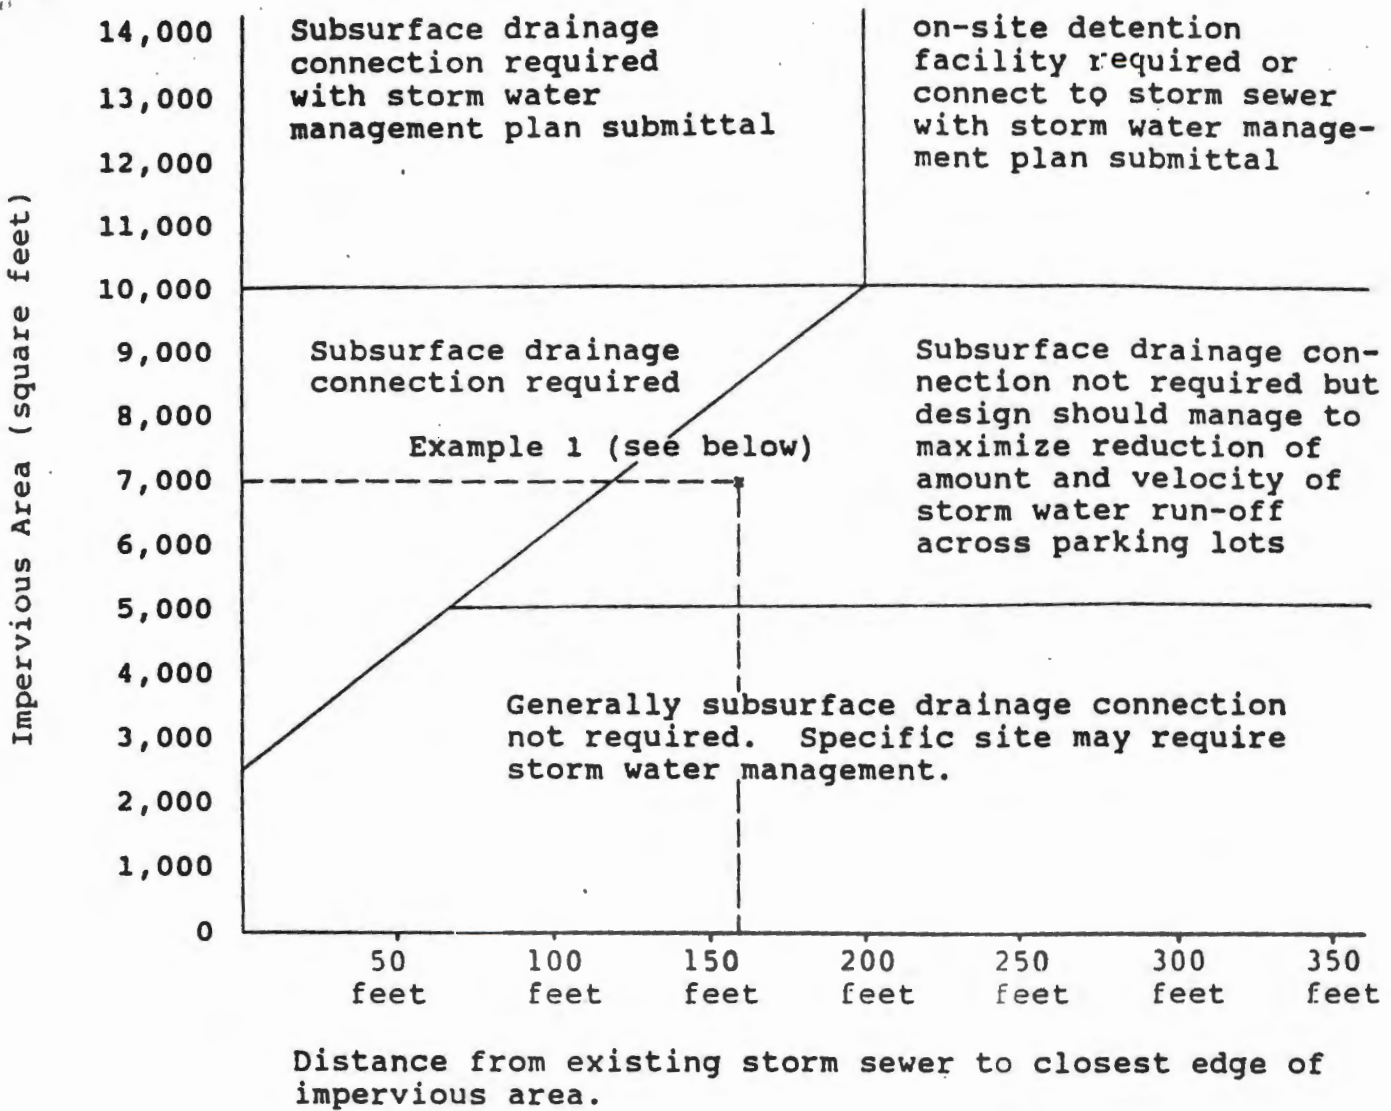 14,000
13,000
12,000
11,000
10,000
9,000
8,000
7,000
6,000
5,000
4,000
3,000
2,000
1,000
0
Impervious Area (square feet)
Subsurface drainage
connection required
with storm water
management plan submittal
on-site detention
facility required or
connect to storm sewer
with storm water manage-
ment plan submittal
Subsurface drainage
connection required
Example 1 (see below)
Subsurface drainage con-
nection not required but
design should manage to
maximize reduction of
amount and velocity of
storm water run-off
across parking lots
Generally subsurface drainage connection
not required.  Specific site may require
storm water management.
50 feet
100 feet
150 feet
200 feet
250 feet
300 feet
350 feet
Distance from existing storm sewer to closest edge of
impervious area.